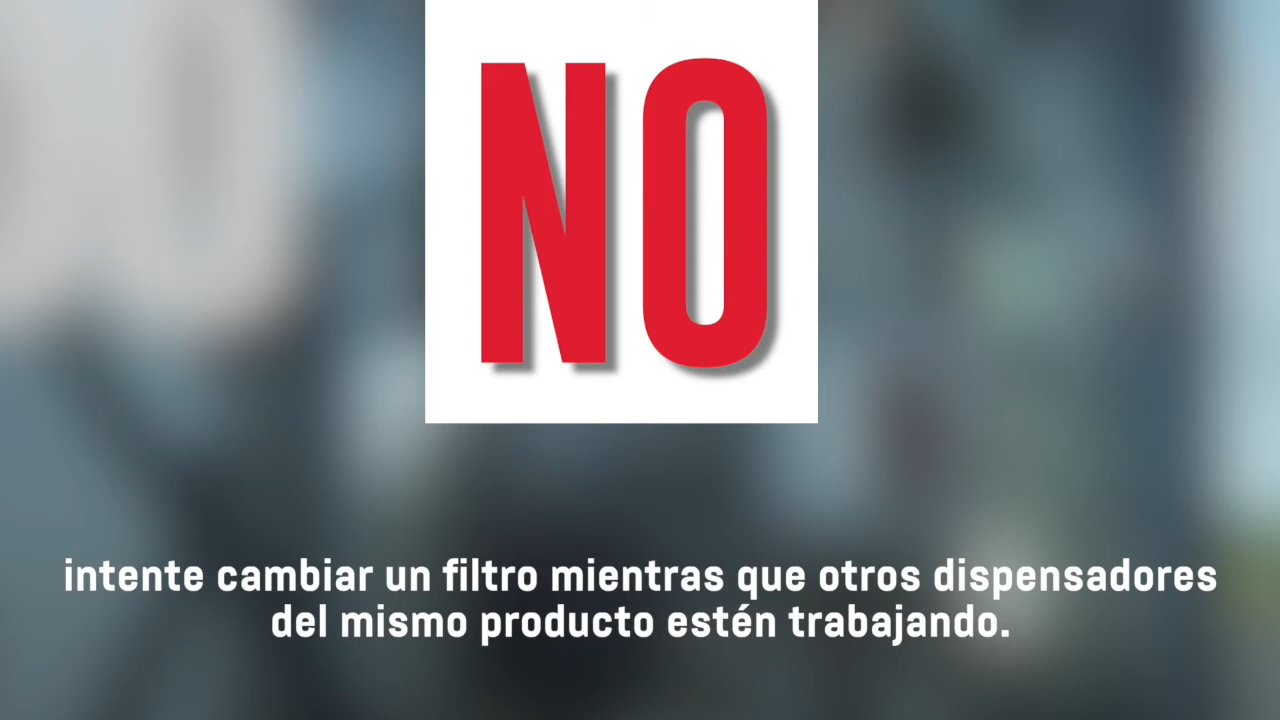 NO
intente cambiar un filtro mientras que otros dispensadores
del mismo producto estén trabajando.